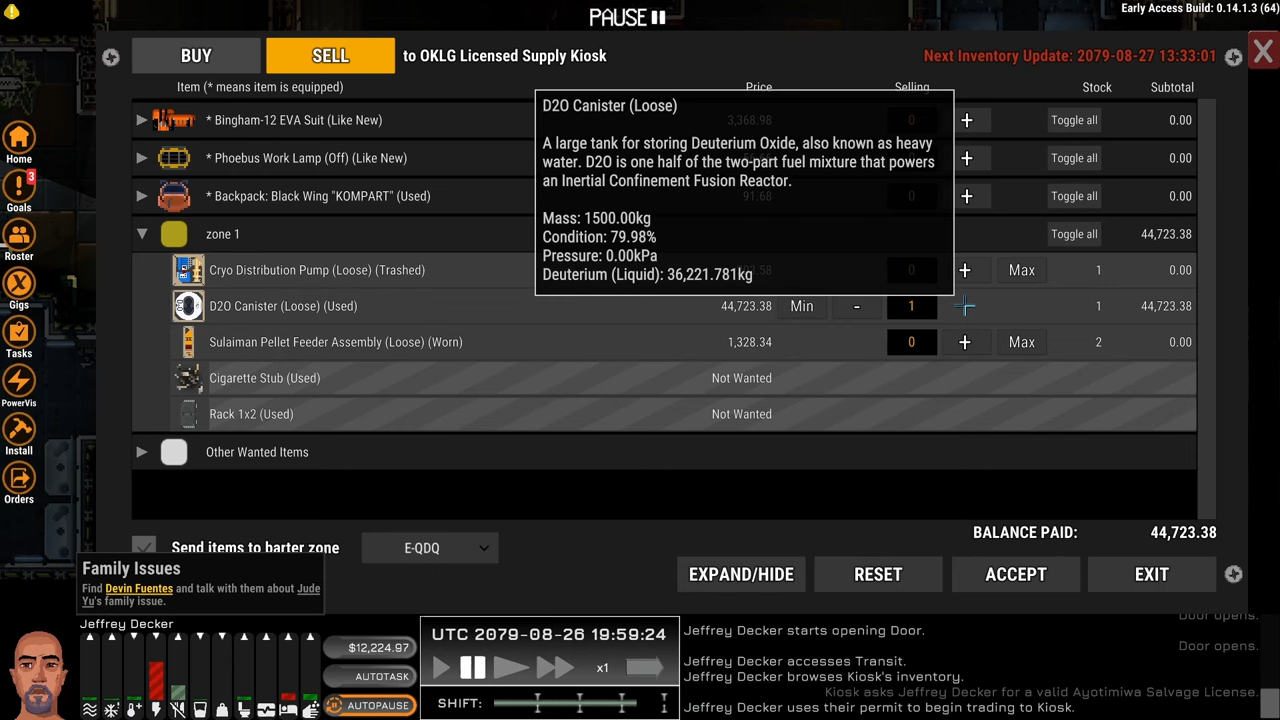 PAUSE
Early Access Build: 0.14.1.3 (64)
BUY
SELL
to OKLG Licensed Supply Kiosk
Next Inventory Update: 2079-08-27 13:33:01
Item (* means item is equipped)
Price
Selling
Stock
Subtotal
* Bingham-12 EVA Suit (Like New)
3,368.98
0
+
Toggle all
0.00
* Phoebus Work Lamp (Off) (Like New)
+
Toggle all
0.00
* Backpack: Black Wing "KOMPART" (Used)
91.68
0
+
Toggle all
0.00
zone 1
Toggle all
44,723.38
Cryo Distribution Pump (Loose) (Trashed)
0
+
Max
1
0.00
D2O Canister (Loose) (Used)
44,723.38
Min
-
1
+
1
44,723.38
Sulaiman Pellet Feeder Assembly (Loose) (Worn)
1,328.34
0
+
Max
2
0.00
Cigarette Stub (Used)
Not Wanted
Rack 1x2 (Used)
Not Wanted
Other Wanted Items
D2O Canister (Loose)
A large tank for storing Deuterium Oxide, also known as heavy
water. D2O is one half of the two-part fuel mixture that powers
an Inertial Confinement Fusion Reactor.
Mass: 1500.00kg
Condition: 79.98%
Pressure: 0.00kPa
Deuterium (Liquid): 36,221.781kg
Home
3
Goals
Roster
Gigs
Tasks
PowerVis
Install
Orders
BALANCE PAID:
44,723.38
Send items to barter zone
E-QDQ
EXPAND/HIDE
RESET
ACCEPT
EXIT
Family Issues
Find Devin Fuentes and talk with them about Jude
Yu's family issue.
Jeffrey Decker
$12,224.97
AUTOTASK
AUTOPAUSE
UTC 2079-08-26 19:59:24
x1
SHIFT:
Door opens.
Jeffrey Decker starts opening Door.
Door opens.
Jeffrey Decker accesses Transit.
Jeffrey Decker browses Kiosk's inventory.
Kiosk asks Jeffrey Decker for a valid Ayotimiwa Salvage License.
Jeffrey Decker uses their permit to begin trading to Kiosk.